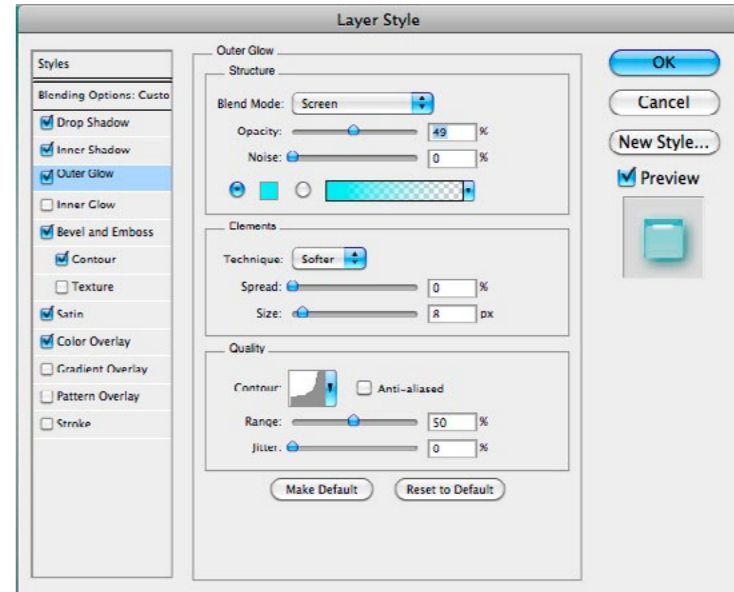 Layer Style
Styles
Blending Options: Custo
Drop Shadow
Inner Shadow
Outer Glow
Inner Glow
Bevel and Emboss
Contour
Texture
Satin
Color Overlay
Gradient Overlay
Pattern Overlay
Stroke
Outer Glow
Structure
Blend Mode: Screen
Opacity: 49 %
Noise: 0 %
Elements
Technique: Softer
Spread: 0 %
Size: 8 px
Quality
Contour: Anti-aliased
Range: 50 %
Jitter: 0 %
Make Default Reset to Default
OK
Cancel
New Style...
Preview